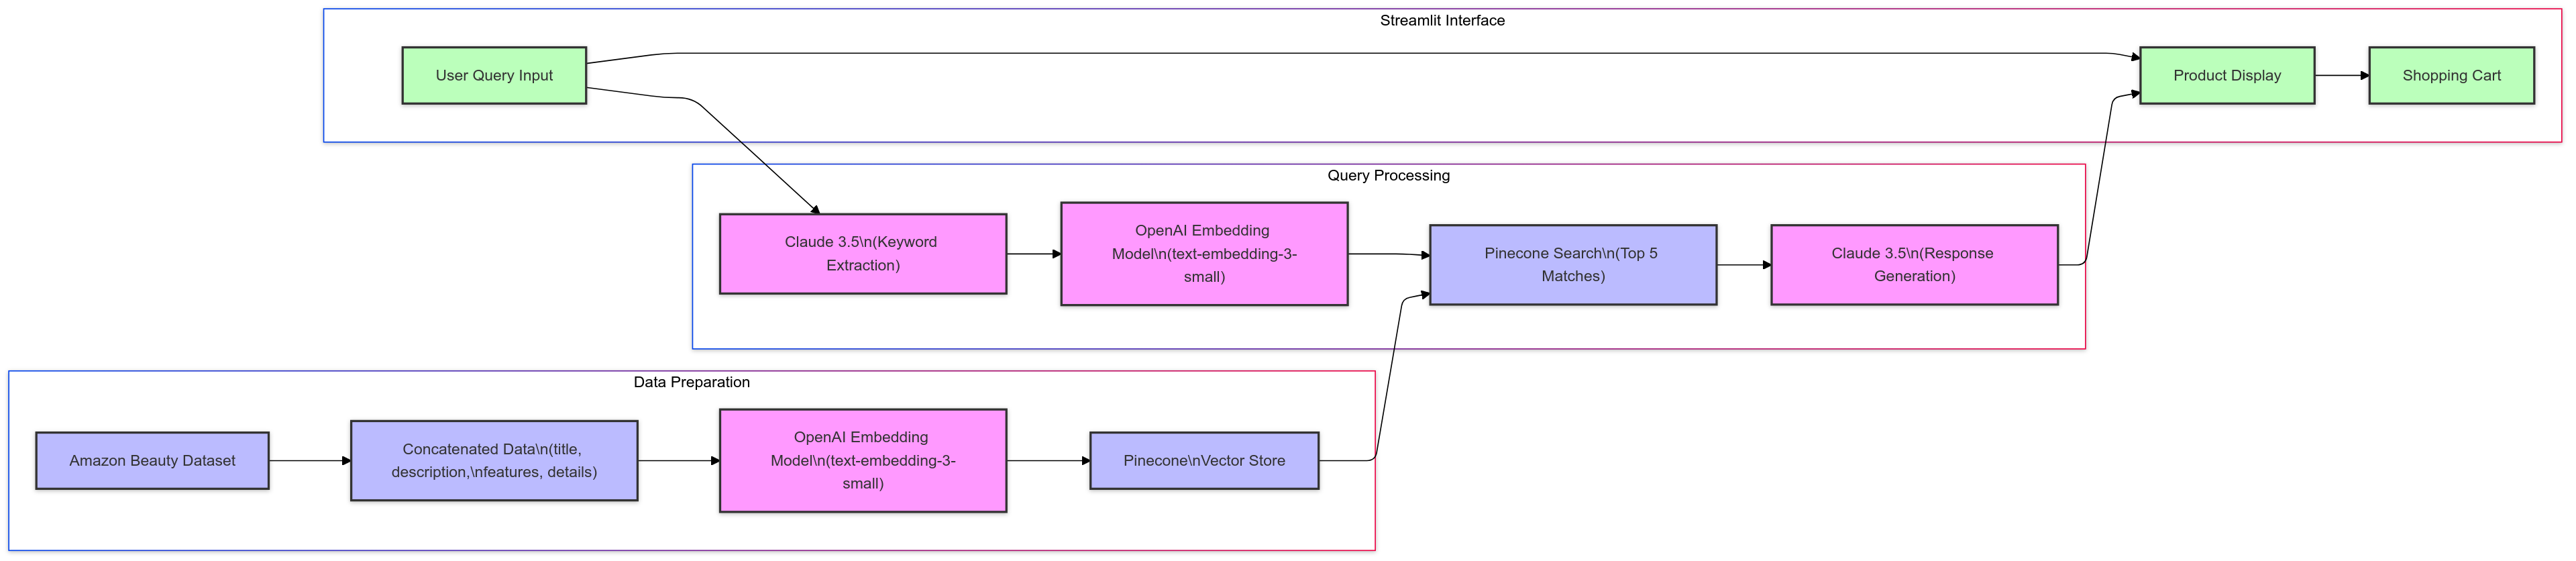 Streamlit Interface
User Query Input
Product Display
Shopping Cart
Query Processing
Claude 3.5\n(Keyword
Extraction)
OpenAI Embedding
Model\n(text-embedding-3-
small)
Pinecone Search\n(Top 5
Matches)
Claude 3.5\n(Response
Generation)
Data Preparation
Amazon Beauty Dataset
Concatenated Data\n(title,
description,\nfeatures, details)
OpenAI Embedding
Model\n(text-embedding-3-
small)
Pinecone\nVector Store